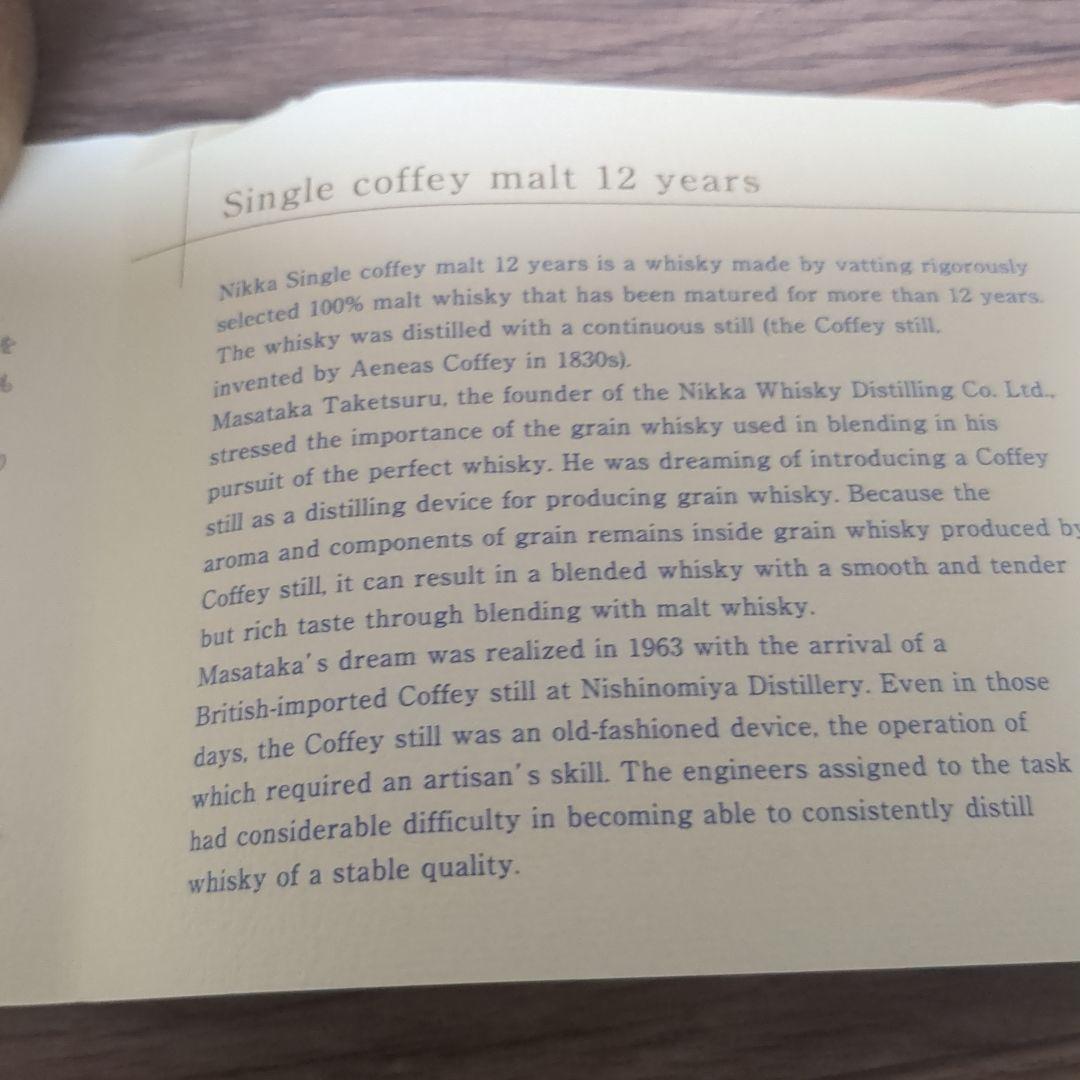 Single coffey malt 12 years
Nikka Single coffey malt 12 years is a whisky made by vatting rigorously
selected 100% malt whisky that has been matured for more than 12 years.
The whisky was distilled with a continuous still (the Coffey still,
invented by Aeneas Coffey in 1830s).
Masataka Taketsuru, the founder of the Nikka Whisky Distilling Co. Ltd.,
stressed the importance of the grain whisky used in blending in his
pursuit of the perfect whisky. He was dreaming of introducing a Coffey
still as a distilling device for producing grain whisky. Because the
aroma and components of grain remains inside grain whisky produced by
Coffey still, it can result in a blended whisky with a smooth and tender
but rich taste through blending with malt whisky.
Masataka's dream was realized in 1963 with the arrival of a
British-imported Coffey still at Nishinomiya Distillery. Even in those
days, the Coffey still was an old-fashioned device, the operation of
which required an artisan's skill. The engineers assigned to the task
had considerable difficulty in becoming able to consistently distill
whisky of a stable quality.